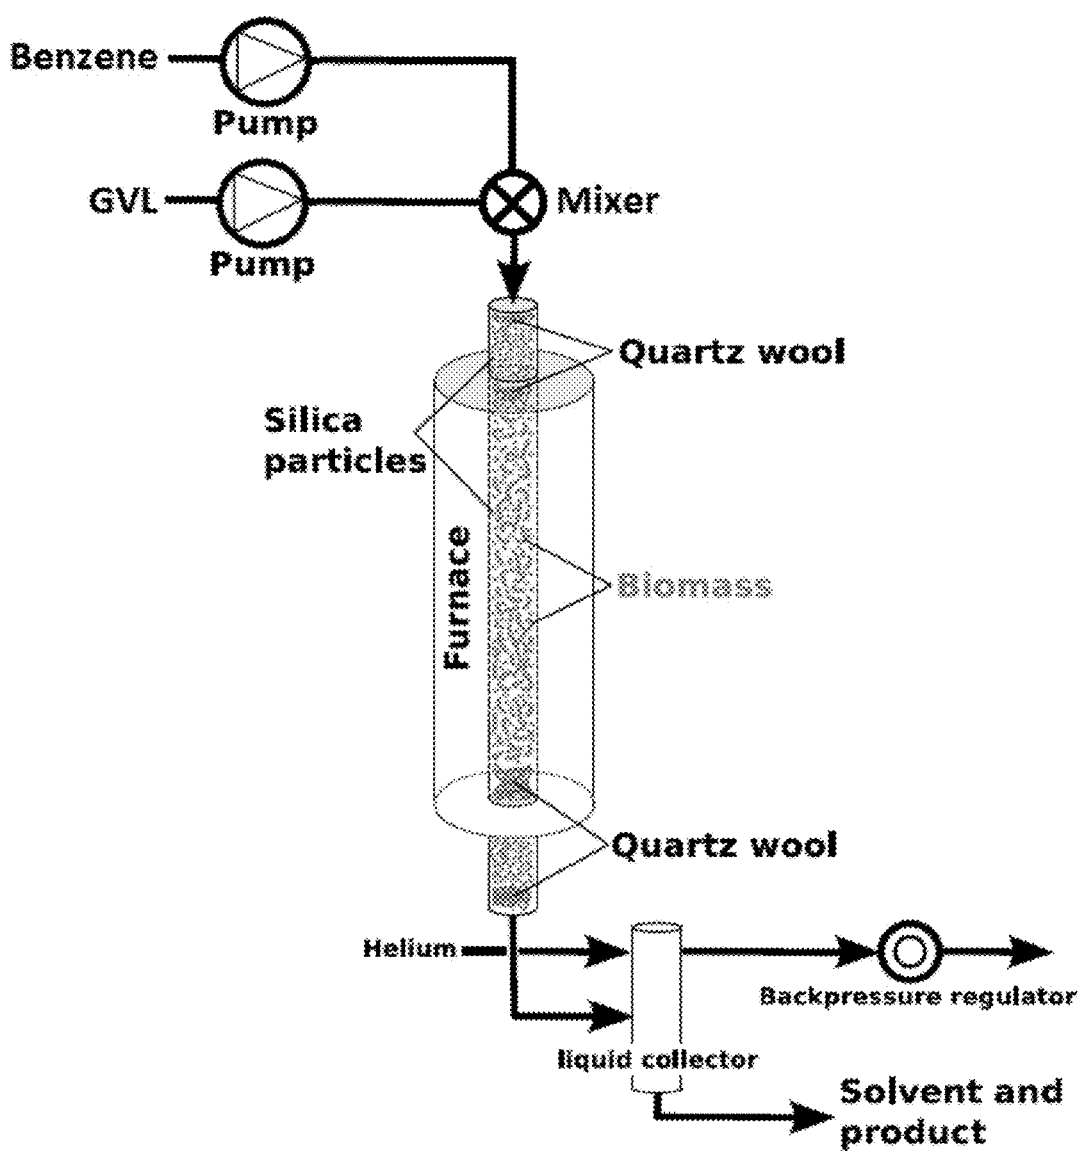 Benzene
Pump
GVL
Mixer
Pump
Quartz wool
Silica
particles
Furnace
Biomass
Quartz wool
Helium
Backpressure regulator
liquid collector
Solvent and
product